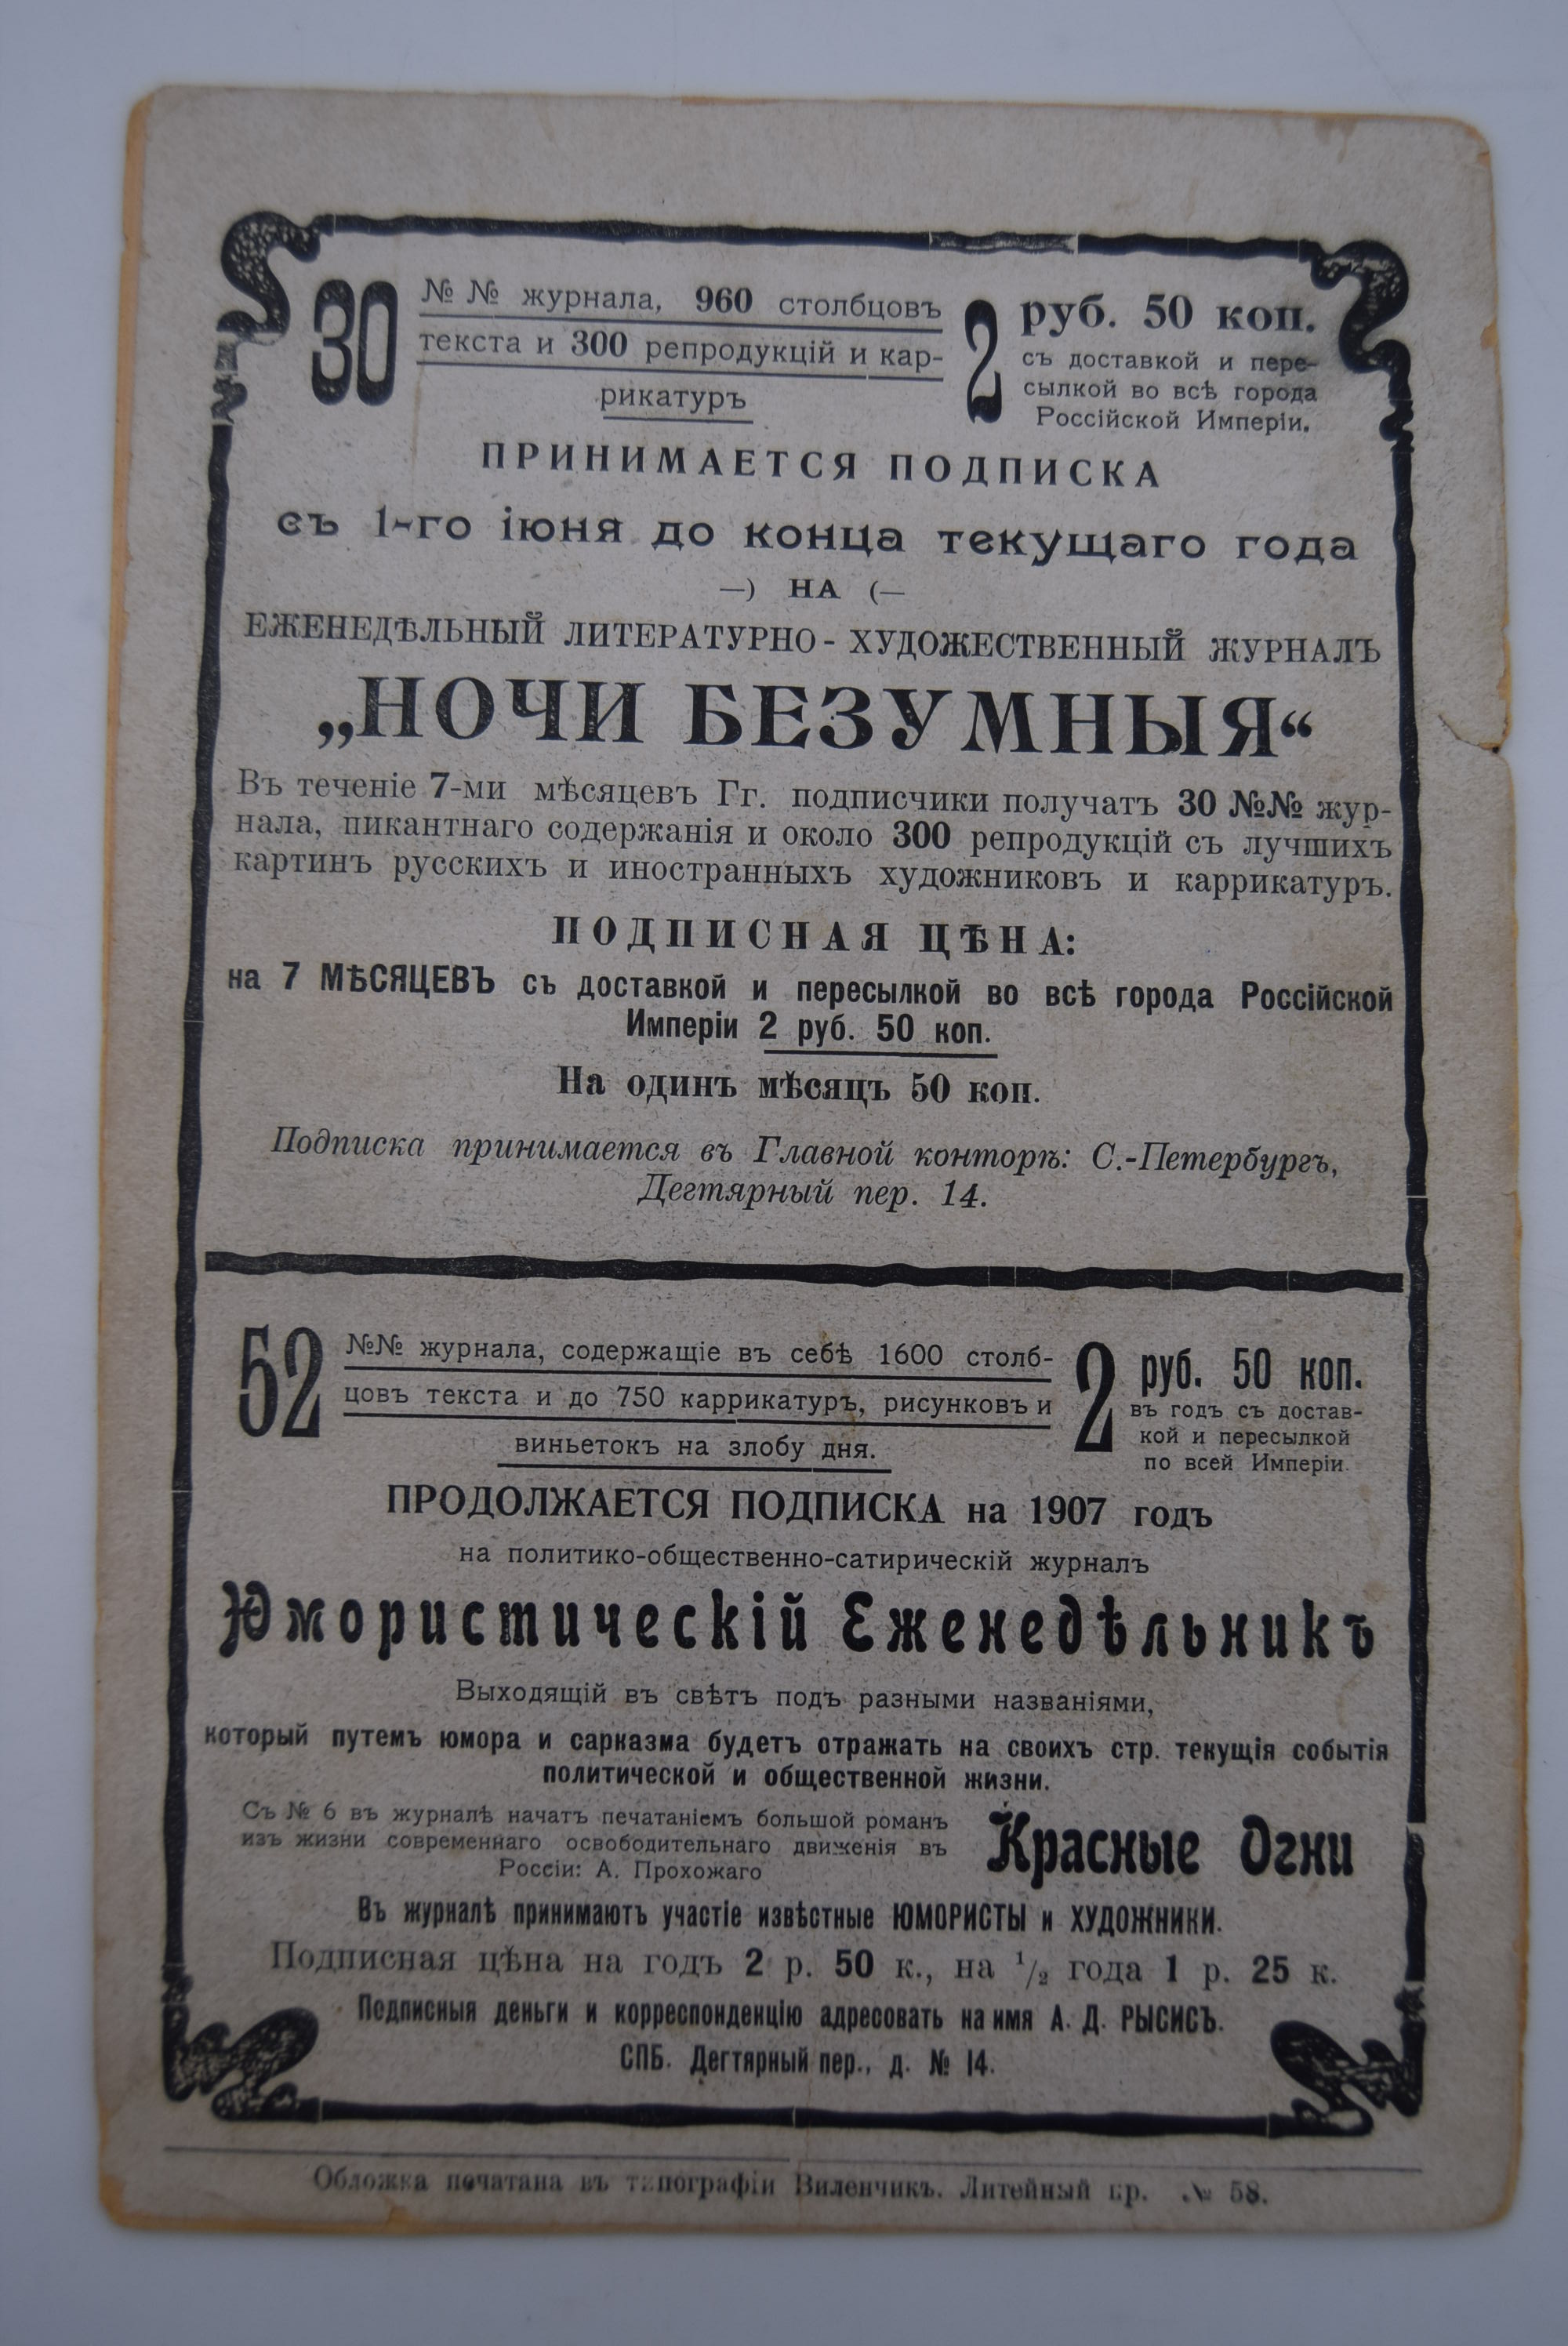 30
№№ журнала, 960 столбцовъ
текста и 300 репродукцій и кар-
рикатуръ
2 руб. 50 коп.
съ доставкой и пере-
сылкой во всѣ города
Россійской Имперіи.
ПРИНИМАЕТСЯ ПОДПИСКА
съ 1-го іюня до конца текущаго года
—) НА (—
ЕЖЕНЕДѢЛЬНЫЙ ЛИТЕРАТУРНО-ХУДОЖЕСТВЕННЫЙ ЖУРНАЛЪ
„НОЧИ БЕЗУМНЫЯ“
Въ теченіе 7-ми мѣсяцевъ Гг. подписчики получатъ 30 №№ жур-
нала, пикантнаго содержанія и около 300 репродукцій съ лучшихъ
картинъ русскихъ и иностранныхъ художниковъ и каррикатуръ.
ПОДПИСНАЯ ЦѢНА:
на 7 МѢСЯЦЕВЪ съ доставкой и пересылкой во всѣ города Россійской
Имперіи 2 руб. 50 коп.
На одинъ мѣсяцъ 50 коп.
Подписка принимается въ Главной конторѣ: С.-Петербургъ,
Дегтярный пер. 14.
52
№№ журнала, содержащіе въ себѣ 1600 столб-
цовъ текста и до 750 каррикатуръ, рисунковъ и
виньетокъ на злобу дня.
2 руб. 50 коп.
въ годъ съ достав-
кой и пересылкой
по всей Имперіи.
ПРОДОЛЖАЕТСЯ ПОДПИСКА на 1907 годъ
на политико-общественно-сатирическій журналъ
Юмористическій Еженедѣльникъ
Выходящій въ свѣтъ подъ разными названіями,
который путемъ юмора и сарказма будетъ отражать на своихъ стр. текущія событія
политической и общественной жизни.
Съ № 6 въ журналѣ начатъ печатаніемъ большой романъ
изъ жизни современнаго освободительнаго движенія въ
Россіи: А. Прохожаго
Красные Огни
Въ журналѣ принимаютъ участіе извѣстные ЮМОРИСТЫ и ХУДОЖНИКИ.
Подписная цѣна на годъ 2 р. 50 к., на 1/2 года 1 р. 25 к.
Подписныя деньги и корреспонденцію адресовать на имя А. Д. РЫСИСЪ.
СПБ. Дегтярный пер., д. № 14.
Обложка печатана въ типографіи Виленчикъ. Литейный пр. № 58.